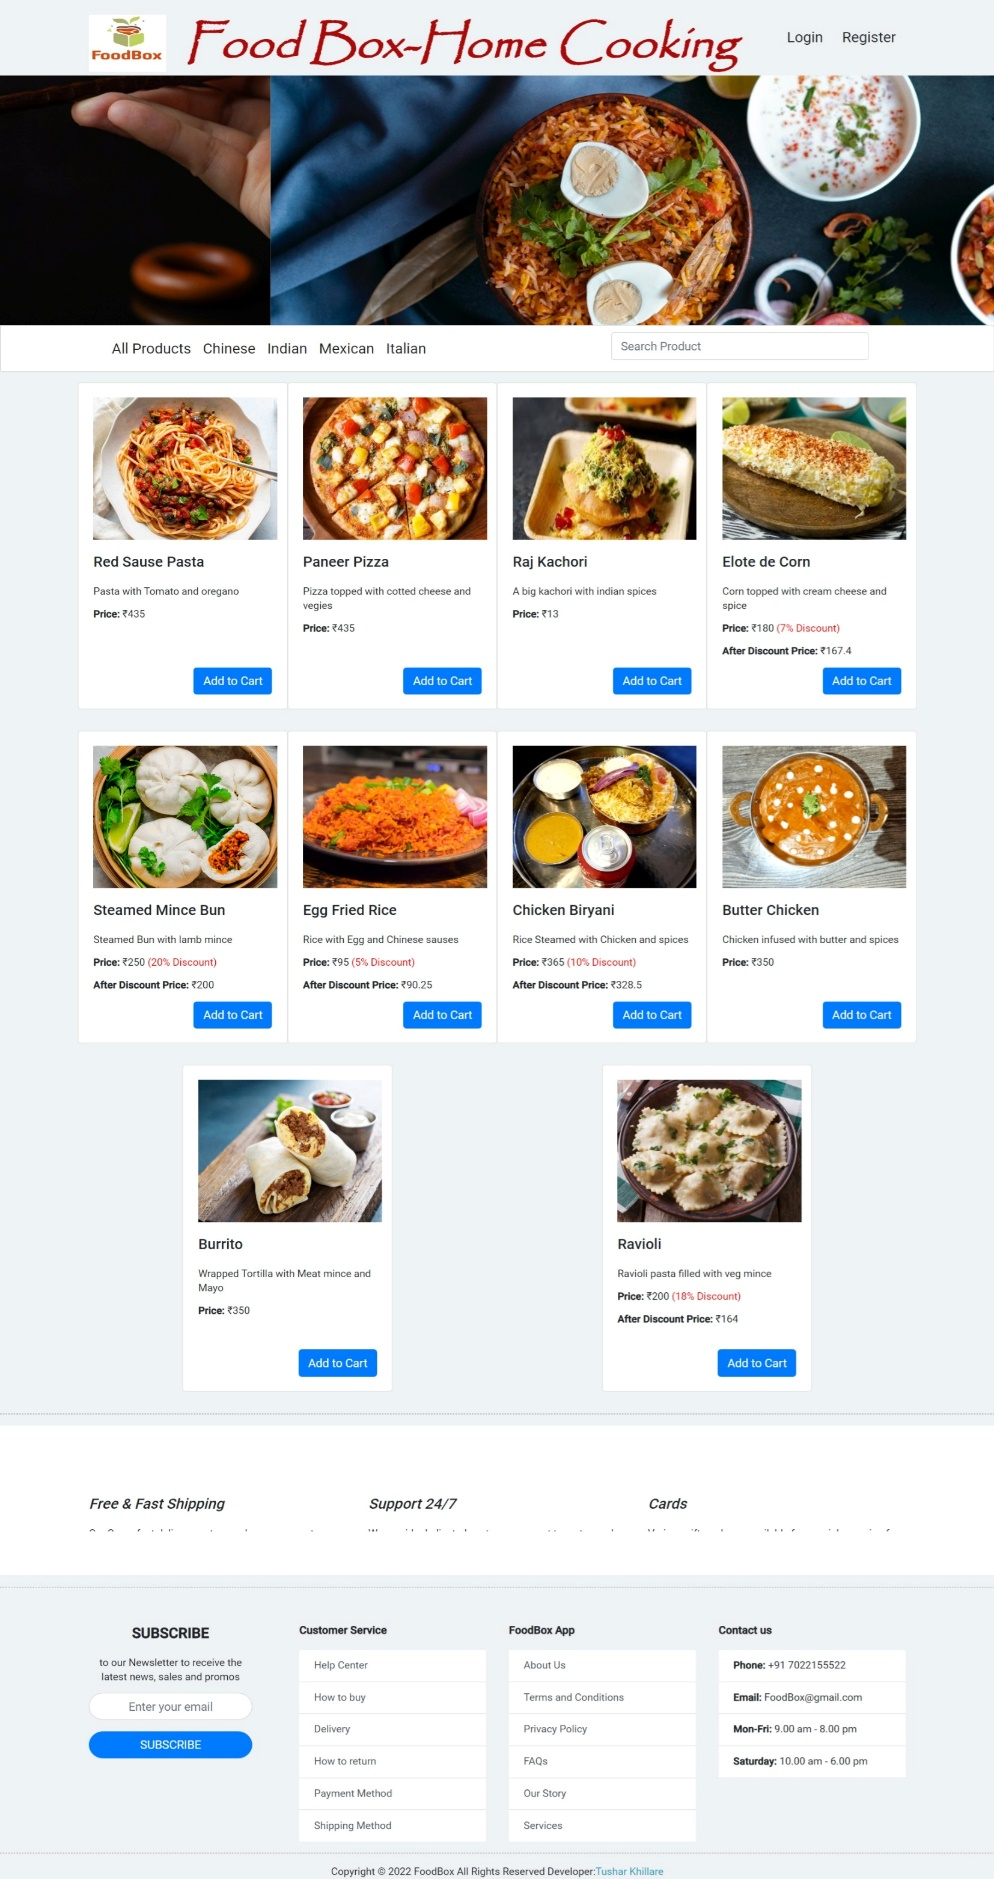 FoodBox
Food Box-Home Cooking
Login Register
All Products Chinese Indian Mexican Italian
Search Product
Red Sause Pasta
Pasta with Tomato and oregano
Price: ₹435
Add to Cart
Paneer Pizza
Pizza topped with cotted cheese and
vegies
Price: ₹435
Add to Cart
Raj Kachori
A big kachori with indian spices
Price: ₹13
Add to Cart
Elote de Corn
Corn topped with cream cheese and
spice
Price: ₹180 (7% Discount)
After Discount Price: ₹167.4
Add to Cart
Steamed Mince Bun
Steamed Bun with lamb mince
Price: ₹250 (20% Discount)
After Discount Price: ₹200
Add to Cart
Egg Fried Rice
Rice with Egg and Chinese sauses
Price: ₹95 (5% Discount)
After Discount Price: ₹90.25
Add to Cart
Chicken Biryani
Rice Steamed with Chicken and spices
Price: ₹365 (10% Discount)
After Discount Price: ₹328.5
Add to Cart
Butter Chicken
Chicken infused with butter and spices
Price: ₹350
Add to Cart
Burrito
Wrapped Tortilla with Meat mince and
Mayo
Price: ₹350
Add to Cart
Ravioli
Ravioli pasta filled with veg mince
Price: ₹200 (18% Discount)
After Discount Price: ₹164
Add to Cart
Free & Fast Shipping
Support 24/7
Cards
SUBSCRIBE
to our Newsletter to receive the
latest news, sales and promos
Enter your email
SUBSCRIBE
Customer Service
Help Center
How to buy
Delivery
How to return
Payment Method
Shipping Method
FoodBox App
About Us
Terms and Conditions
Privacy Policy
FAQs
Our Story
Services
Contact us
Phone: +91 7022155522
Email: FoodBox@gmail.com
Mon-Fri: 9.00 am - 8.00 pm
Saturday: 10.00 am - 6.00 pm
Copyright © 2022 FoodBox All Rights Reserved Developer:Tushar Khillare